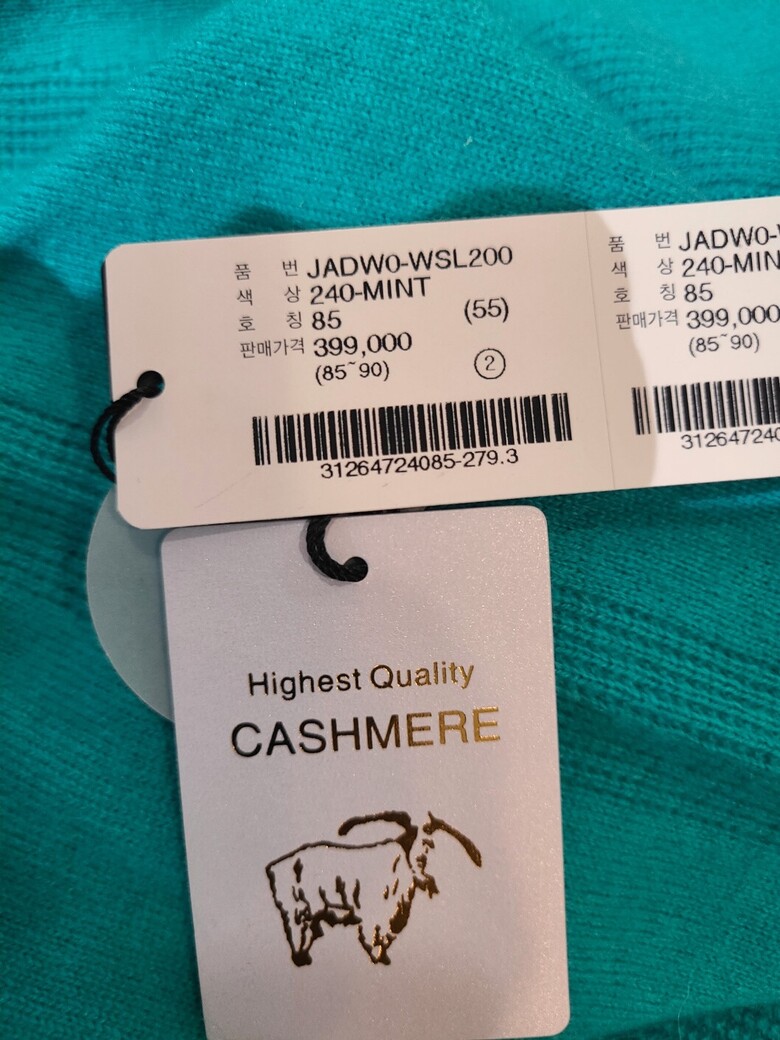 품 번 JADW0-WSL200
색 상 240-MINT
호 칭 85 (55)
판매가격 399,000
(85~90) ②
31264724085-279.3
품 번 JADW0-
색 상 240-MIN
호 칭 85
판매가격 399,000
(85~90)
312647240
Highest Quality
CASHMERE